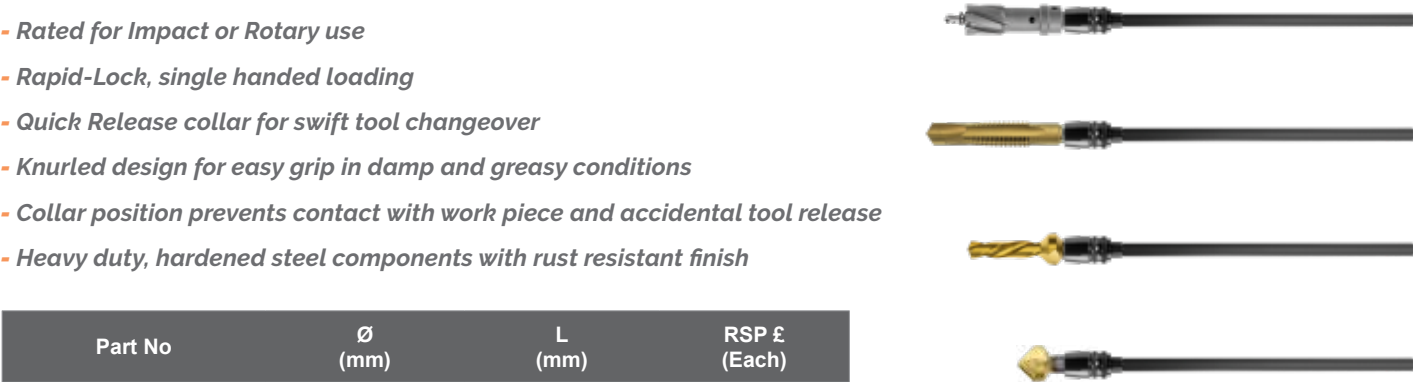 - Rated for Impact or Rotary use
- Rapid-Lock, single handed loading
- Quick Release collar for swift tool changeover
- Knurled design for easy grip in damp and greasy conditions
- Collar position prevents contact with work piece and accidental tool release
- Heavy duty, hardened steel components with rust resistant finish
Part No Ø (mm) L (mm) RSP £ (Each)